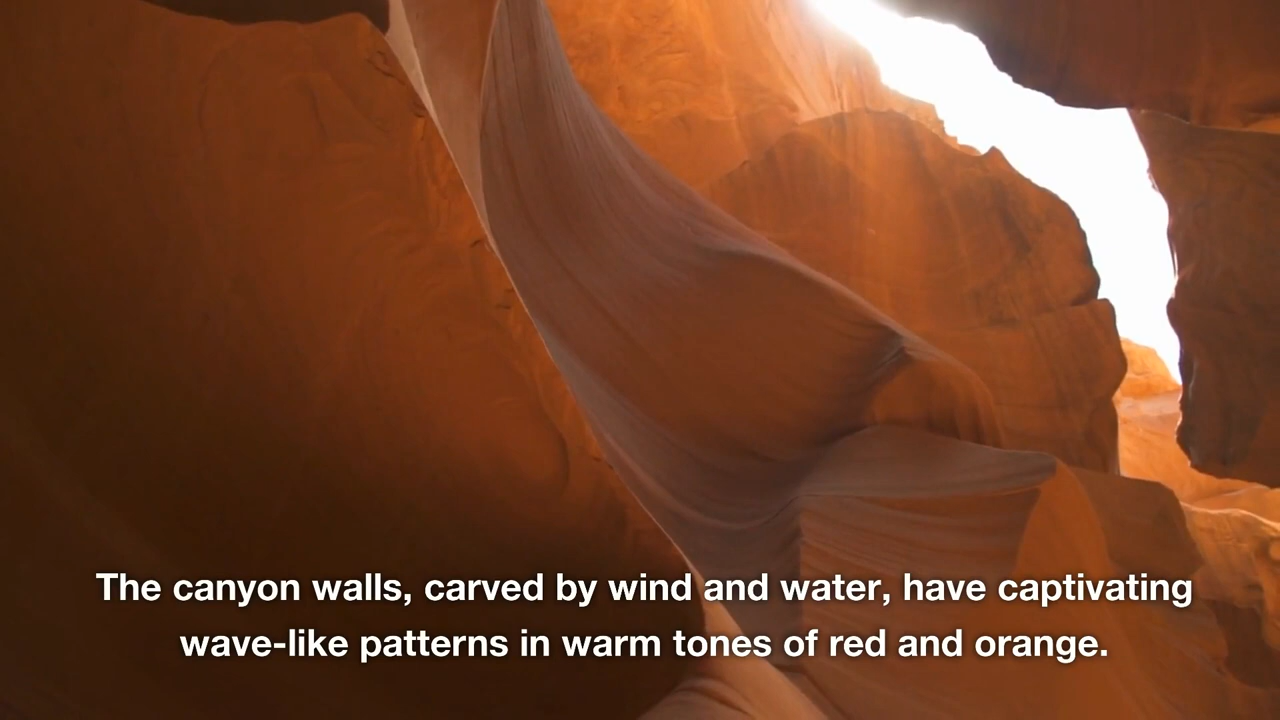 The canyon walls, carved by wind and water, have captivating
wave-like patterns in warm tones of red and orange.